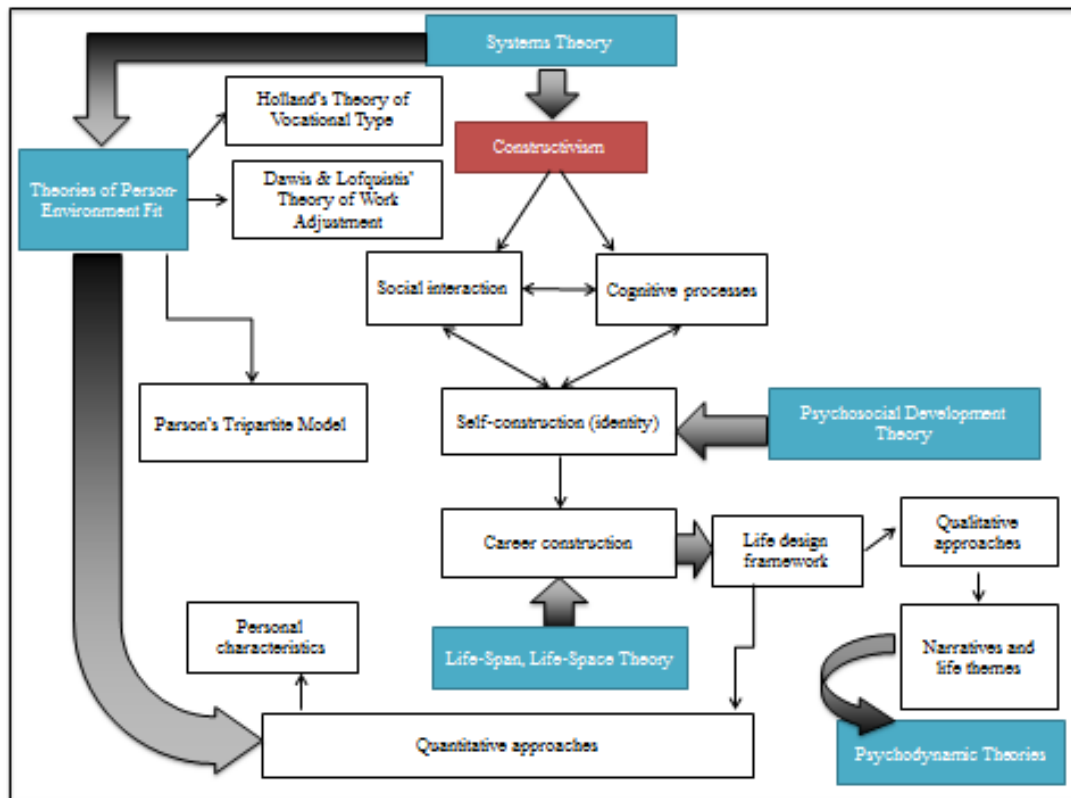 Systems Theory
Holland's Theory of
Vocational Type
Constructivism
Theories of Person-
Environment Fit
Dawis & Lofquistis'
Theory of Work
Adjustment
Social interaction
Cognitive processes
Parson's Tripartite Model
Self-construction (identity)
Psychosocial Development
Theory
Career construction
Life design
framework
Qualitative
approaches
Personal
characteristics
Life-Span, Life-Space Theory
Narratives and
life themes
Quantitative approaches
Psychodynamic Theories